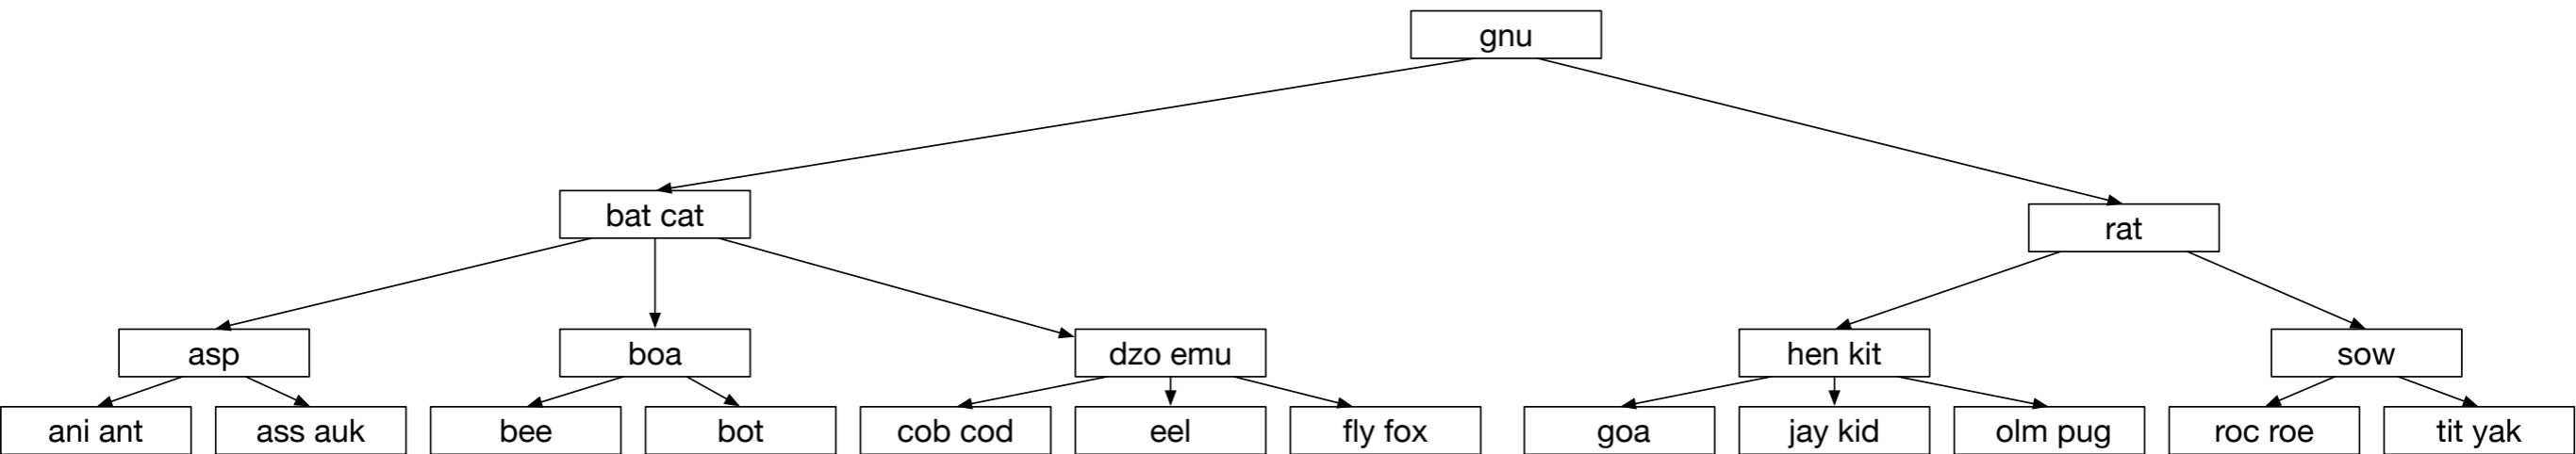 gnu
bat cat
rat
asp
boa
dzo emu
hen kit
sow
ani ant
ass auk
bee
bot
cob cod
eel
fly fox
goa
jay kid
olm pug
roc roe
tit yak